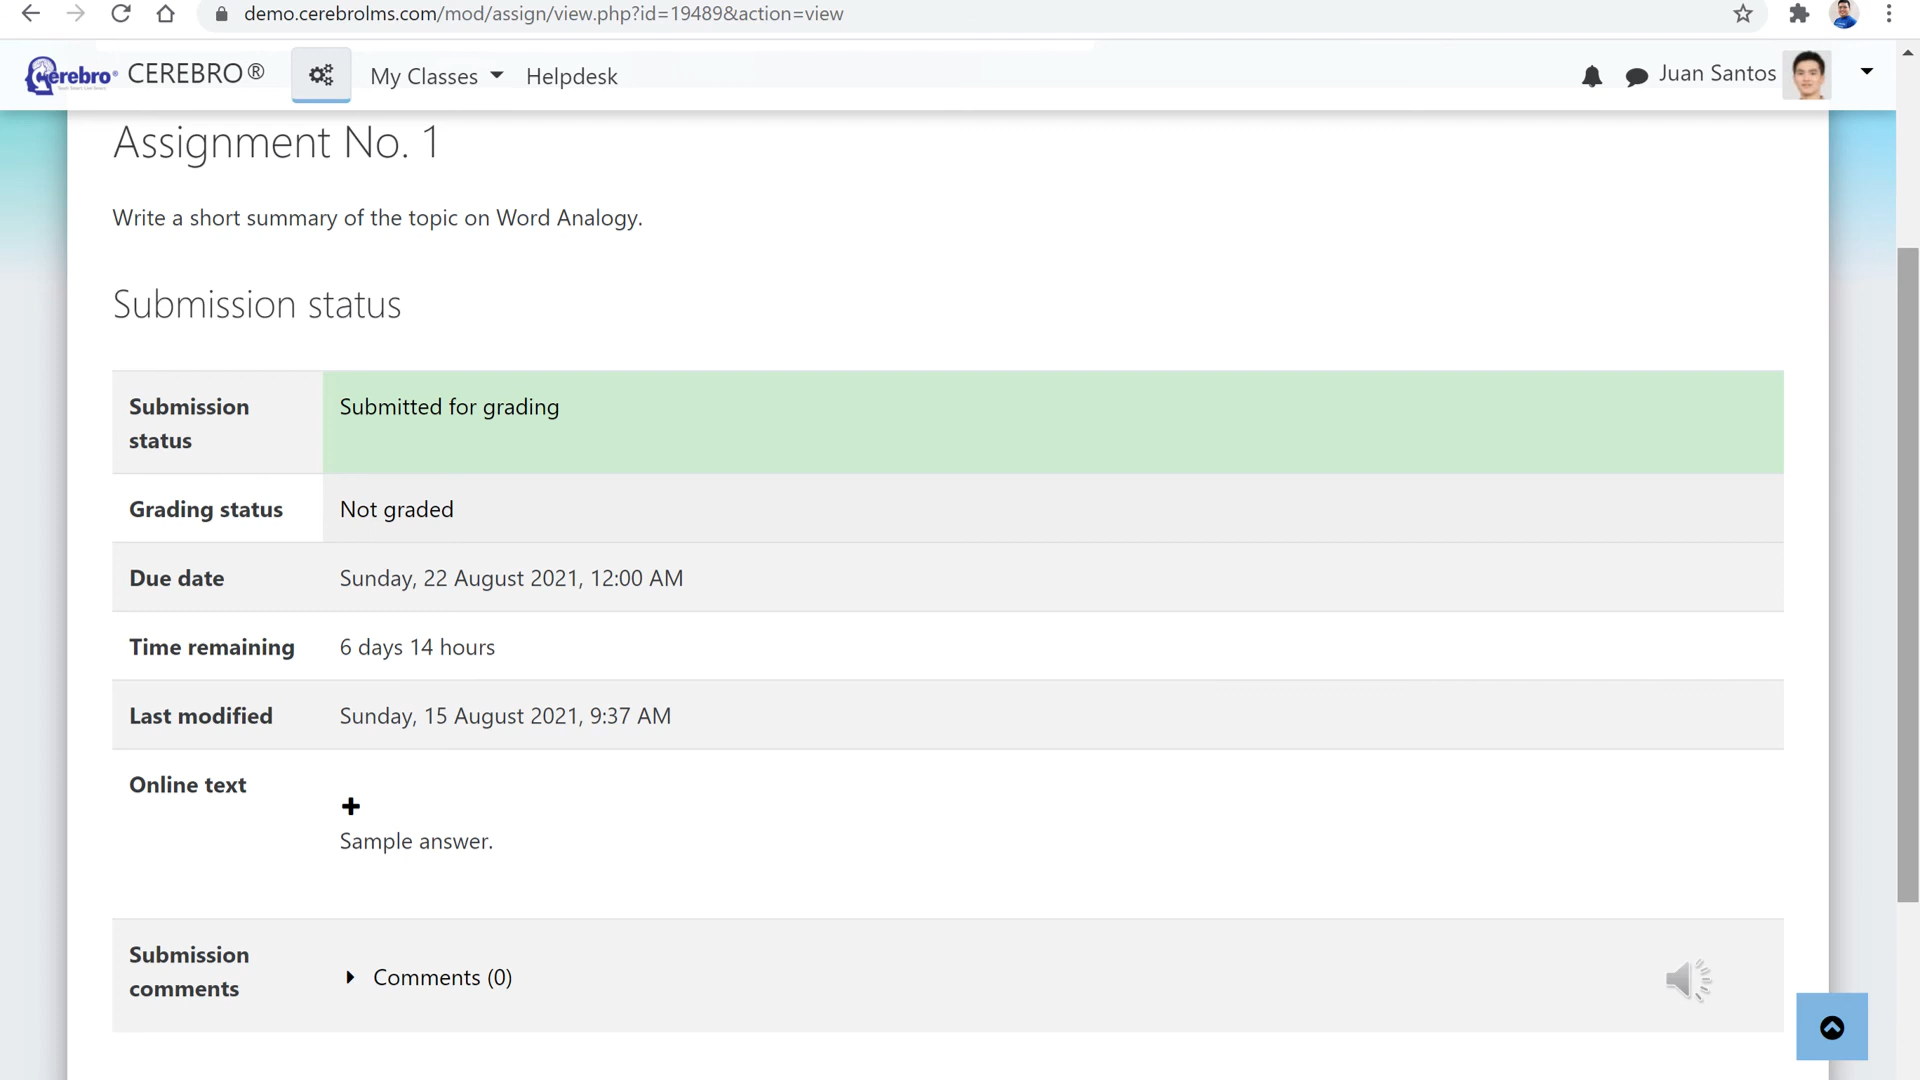 demo.cerebrolms.com/mod/assign/view.php?id=19489&action=view
Cerebro® CEREBRO® My Classes Helpdesk Juan Santos
Assignment No. 1
Write a short summary of the topic on Word Analogy.
Submission status
Submission status Submitted for grading
Grading status Not graded
Due date Sunday, 22 August 2021, 12:00 AM
Time remaining 6 days 14 hours
Last modified Sunday, 15 August 2021, 9:37 AM
Online text
Sample answer.
Submission comments Comments (0)